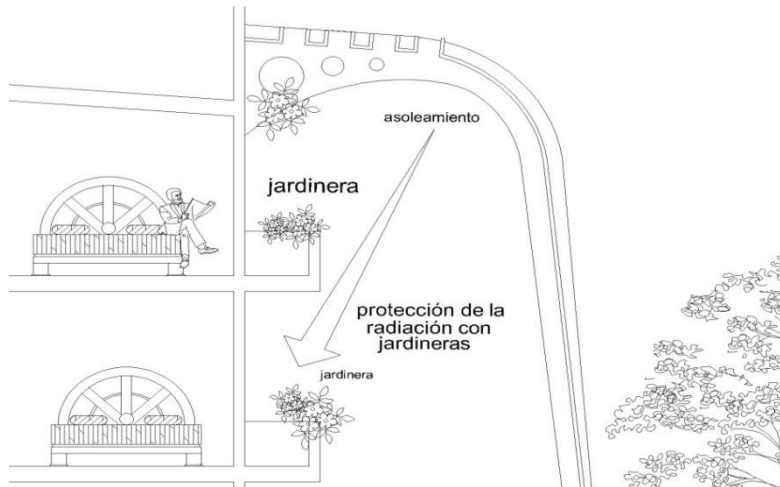 asoleamiento
jardinera
protección de la
radiación con
jardineras
jardinera